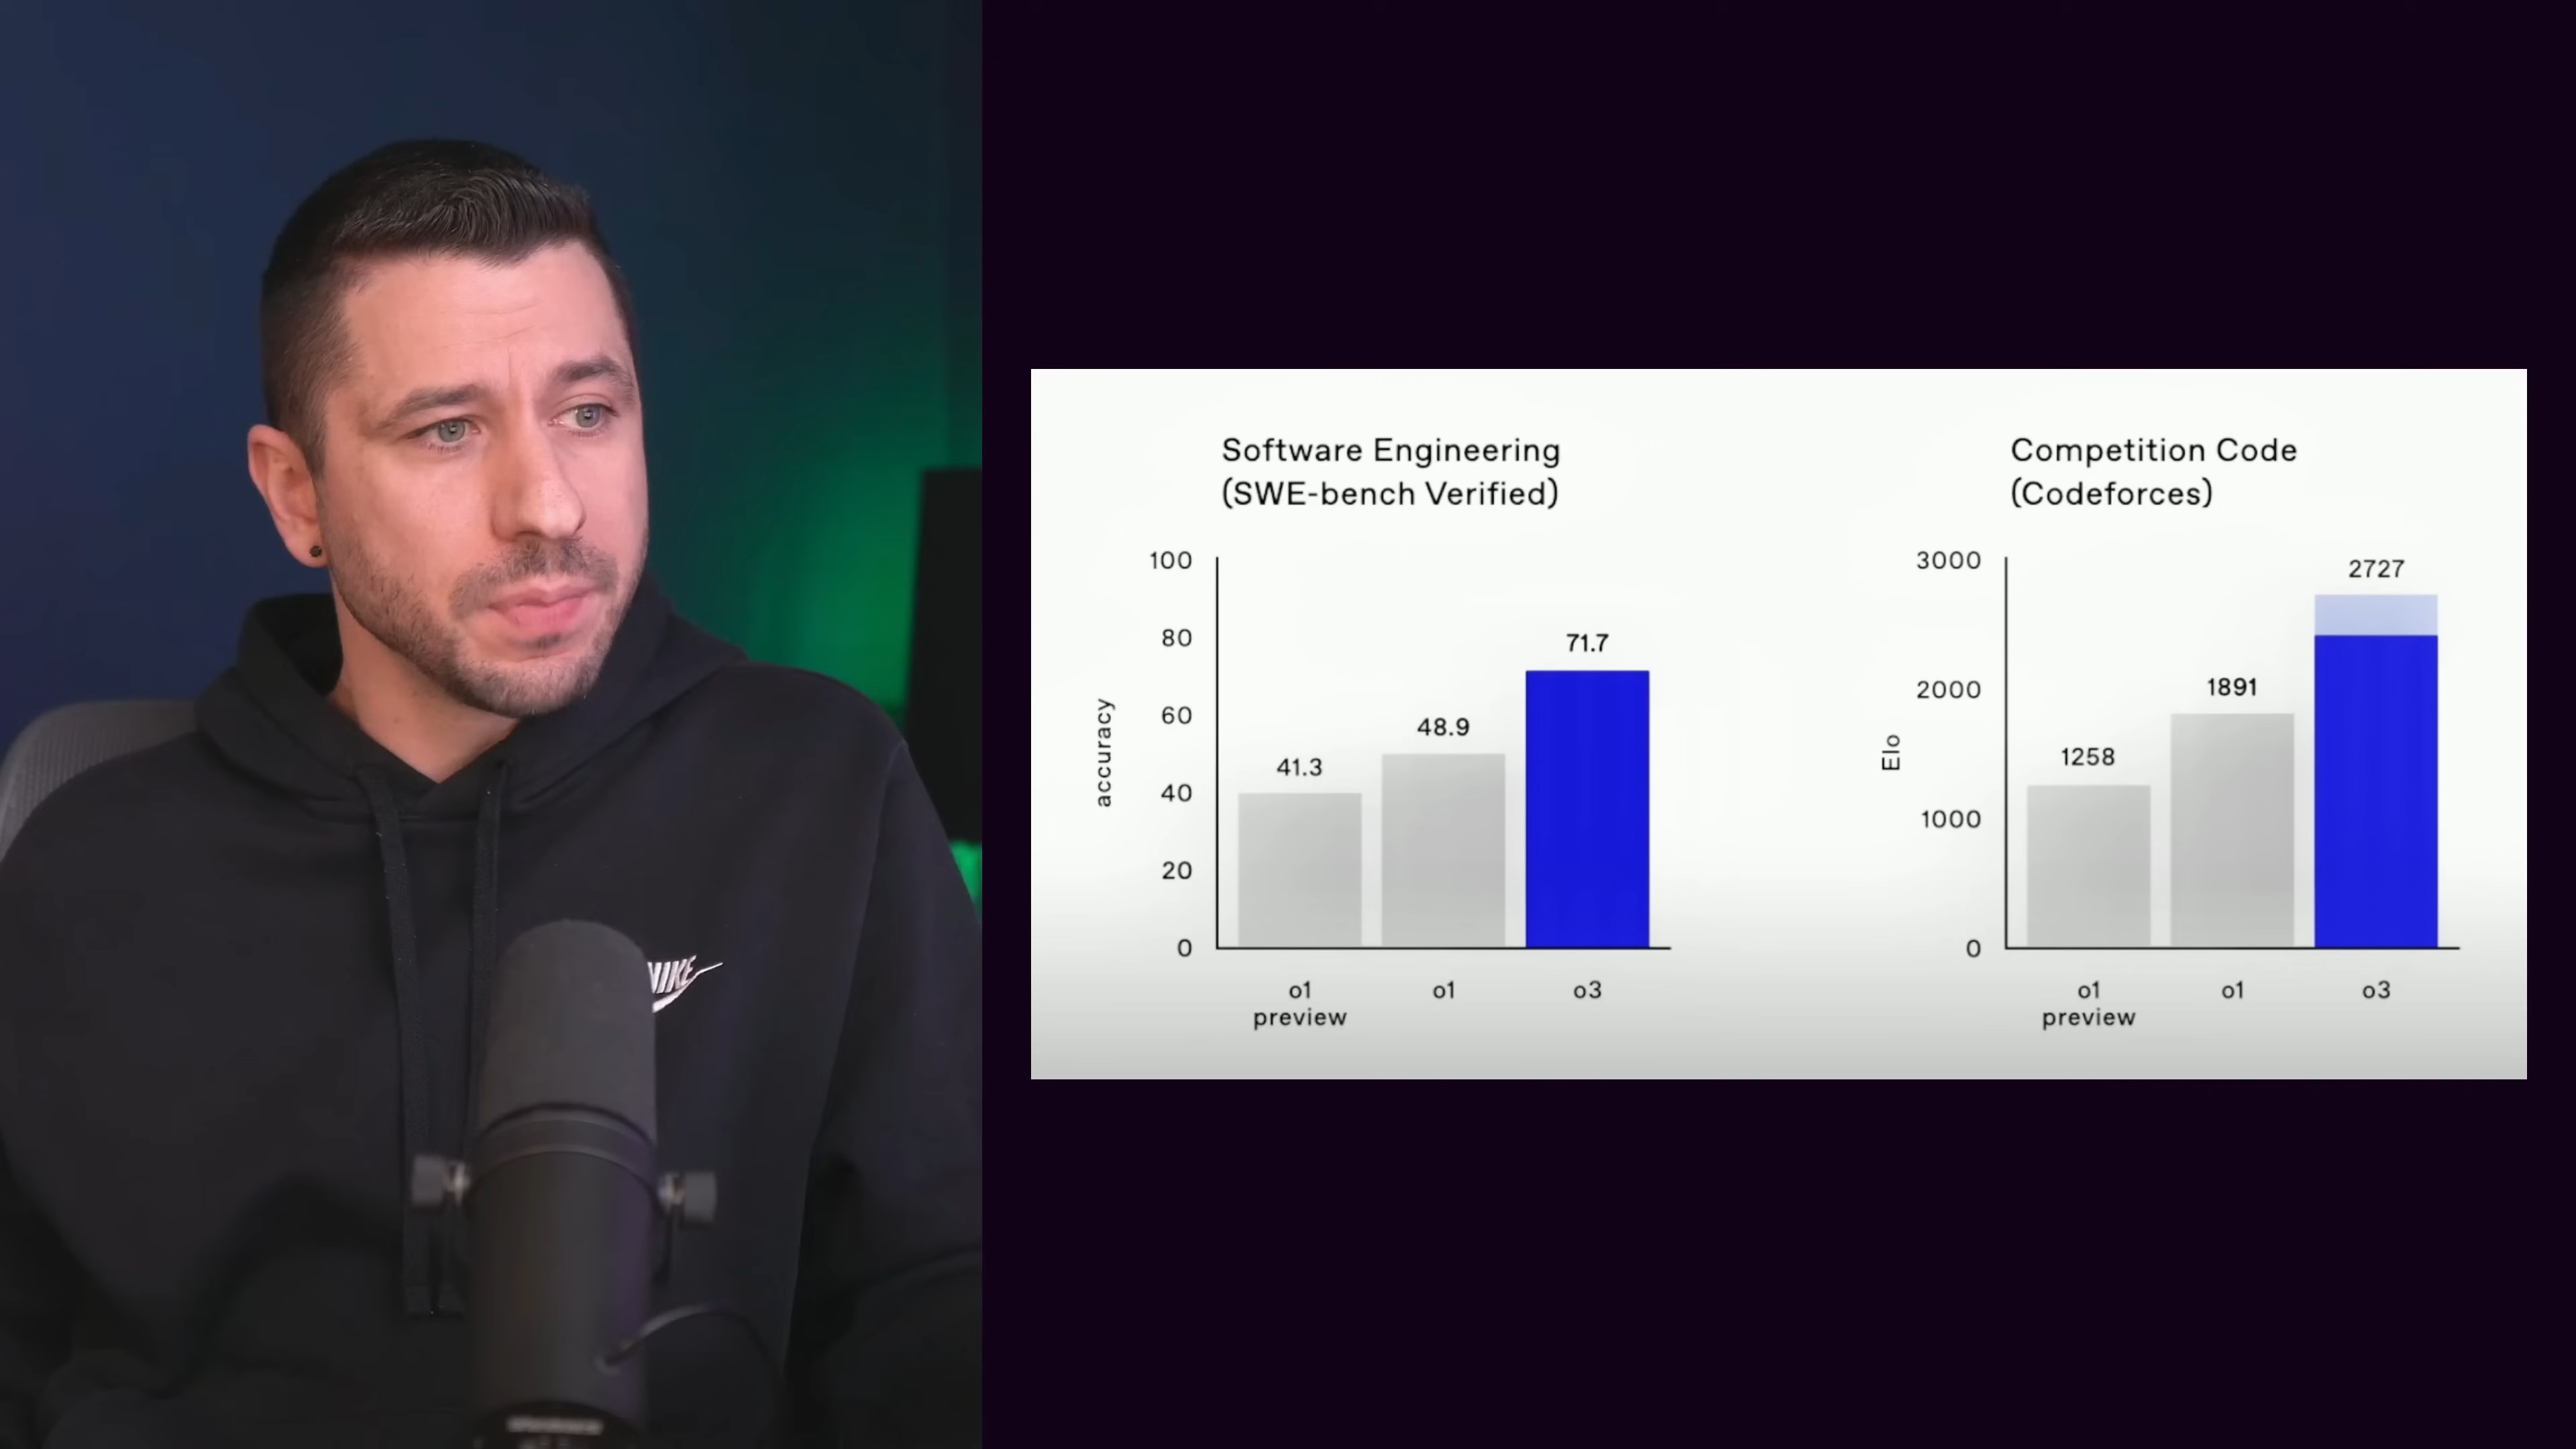 NIKE
Software Engineering
(SWE-bench Verified)
accuracy
100
80
60
40
20
0
41.3
48.9
71.7
o1
preview
o1
o3
Competition Code
(Codeforces)
Elo
3000
2000
1000
0
1258
1891
2727
o1
preview
o1
o3